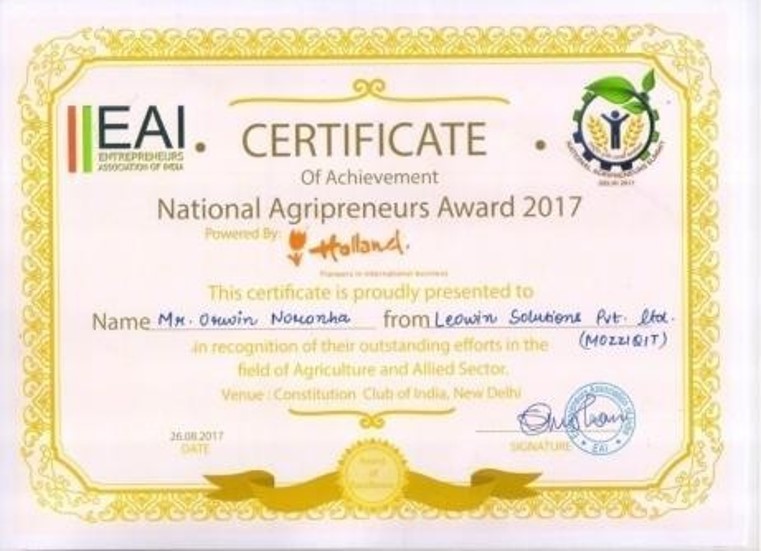 EAI
ENTREPRENEURS
ASSOCIATION OF INDIA
• CERTIFICATE •
Of Achievement
National Agripreneurs Award 2017
NATIONAL AGRIPRENEURS SUMMIT
DELHI 2017
Powered By: Holland.
Pioneers in international business
This certificate is proudly presented to
Name Mr. Orwin Noronha from Leowin Solutions Pvt. ltd.
(MOZZIQIT)
in recognition of their outstanding efforts in the
field of Agriculture and Allied Sector.
Venue : Constitution Club of India, New Delhi
26.08.2017
DATE
SIGNATURE
EAI